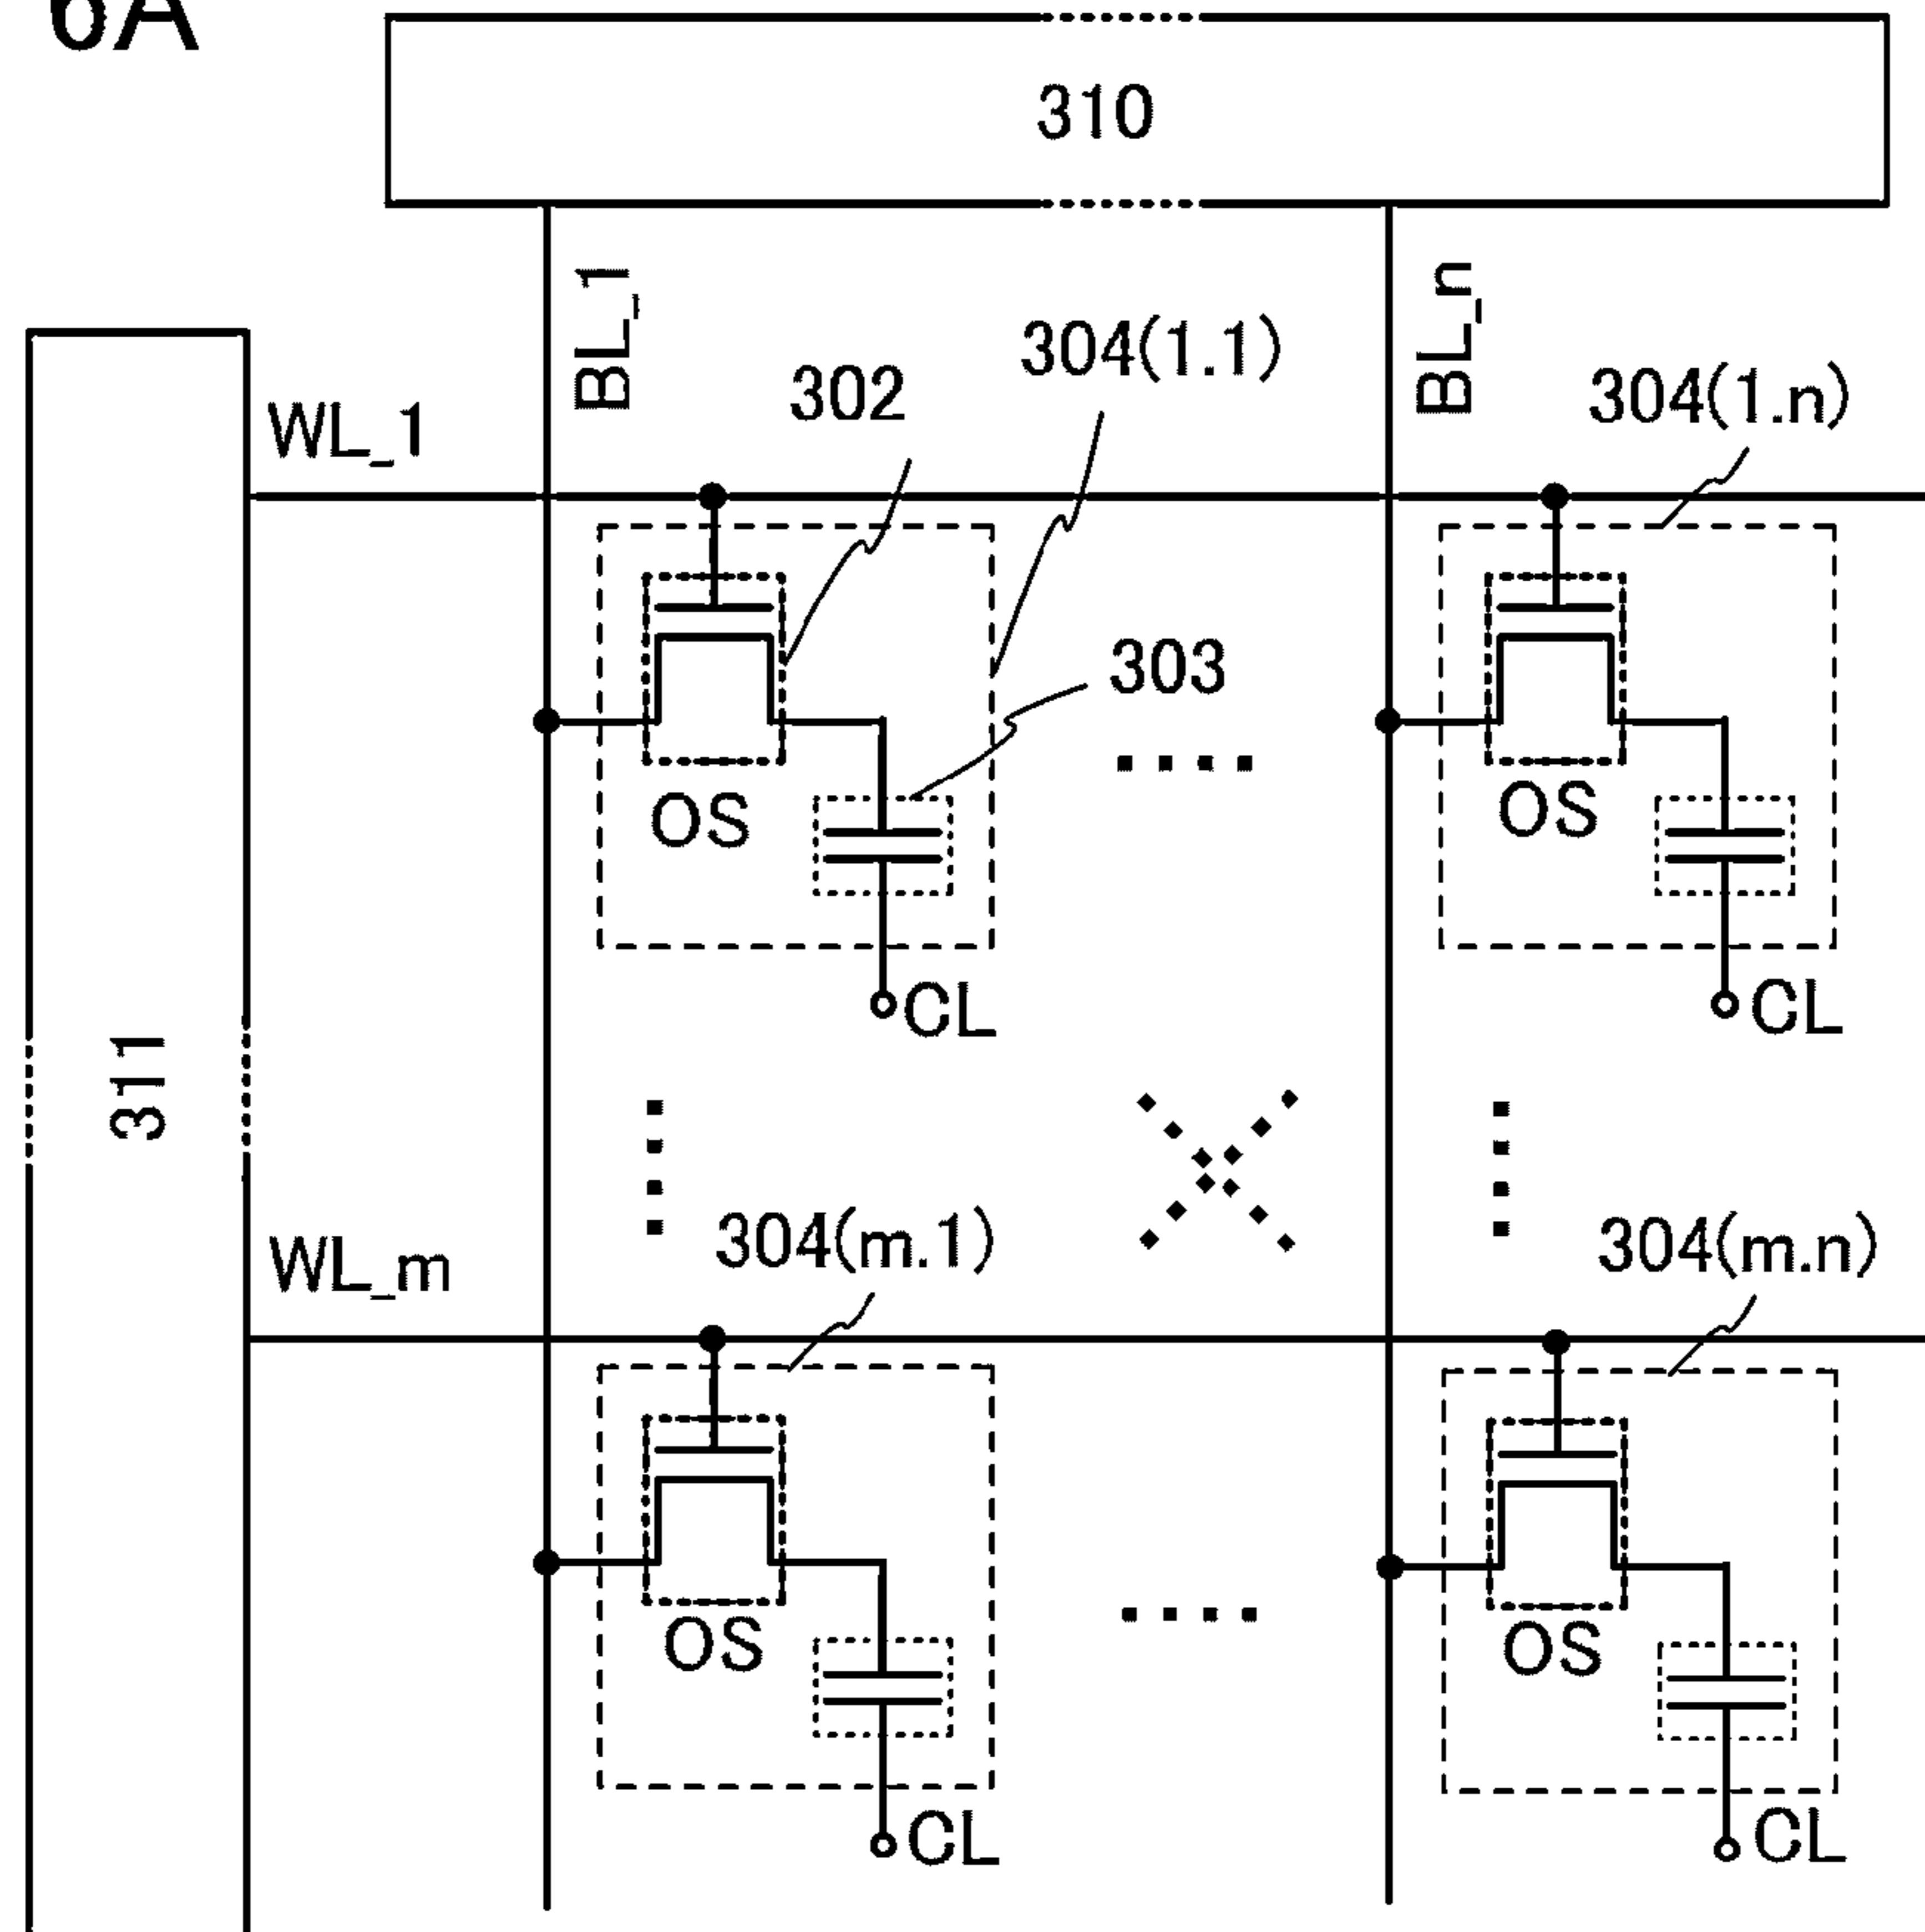 6A
310
BL_1
BL_n
304(1.1)
302
304(1.n)
WL_1
303
OS
OS
CL
CL
311
304(m.1)
304(m.n)
WL_m
OS
OS
CL
CL